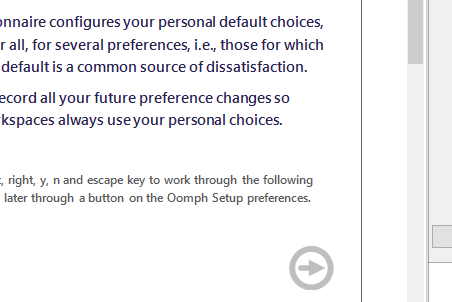 onnaire configures your personal default choices,
r all, for several preferences, i.e., those for which
default is a common source of dissatisfaction.
ecord all your future preference changes so
kspaces always use your personal choices.
, right, y, n and escape key to work through the following
later through a button on the Oomph Setup preferences.